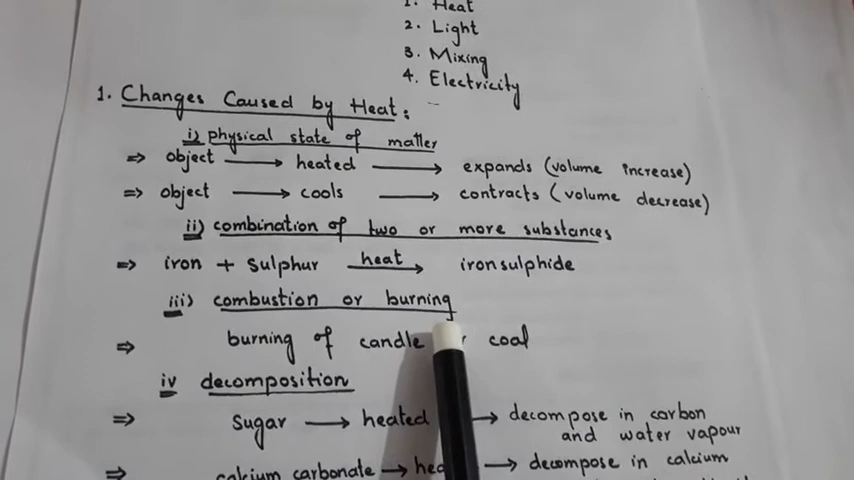 1. Heat
2. Light
3. Mixing
4. Electricity
1. Changes Caused by Heat:
i) physical state of matter
⇒ object → heated → expands (volume increase)
⇒ object → cools → contracts (volume decrease)
ii) combination of two or more substances
⇒ iron + sulphur heat → iron sulphide
iii) combustion or burning
⇒ burning of candle coal
iv decomposition
⇒ sugar → heated → decompose in carbon
and water vapour
⇒ calcium carbonate → → decompose in calcium